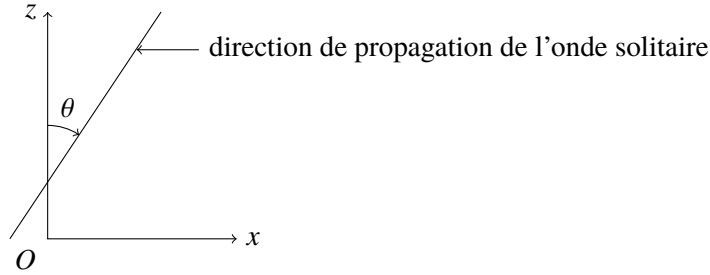 z
direction de propagation de l'onde solitaire
θ
x
O